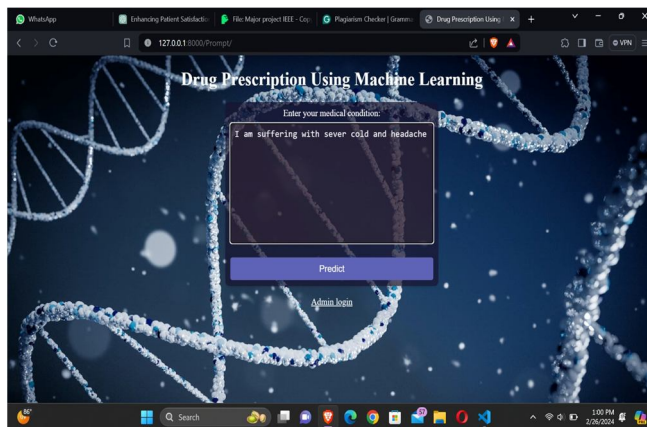 WhatsApp
Enhancing Patient Satisfactio
File: Major project IEEE - Cop
Plagiarism Checker | Gramma
Drug Prescription Using
127.0.0.1:8000/Prompt/
VPN
Drug Prescription Using Machine Learning
Enter your medical condition:
I am suffering with sever cold and headache
Predict
Admin login
86°
Search
57
1:00 PM
2/26/2024